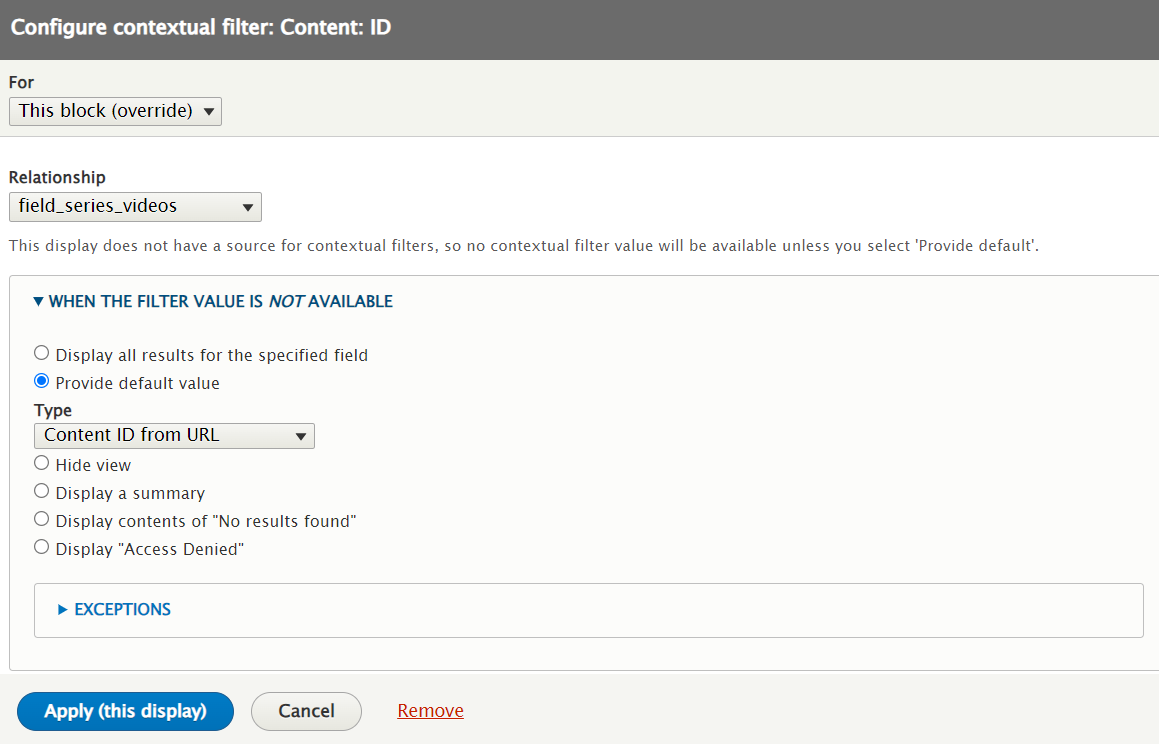 Configure contextual filter: Content: ID
For
This block (override)
Relationship
field_series_videos
This display does not have a source for contextual filters, so no contextual filter value will be available unless you select 'Provide default'.
WHEN THE FILTER VALUE IS NOT AVAILABLE
Display all results for the specified field
Provide default value
Type
Content ID from URL
Hide view
Display a summary
Display contents of "No results found"
Display "Access Denied"
EXCEPTIONS
Apply (this display) Cancel Remove